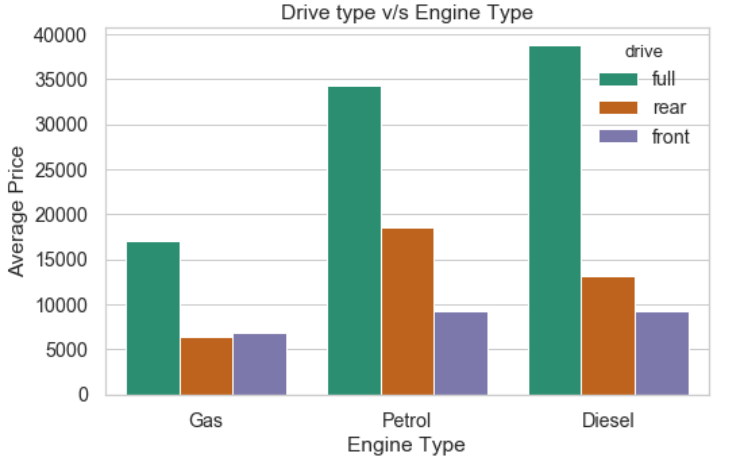 Drive type v/s Engine Type
40000
35000
30000
25000
20000
15000
10000
5000
0
Average Price
drive
full
rear
front
Gas Petrol Diesel
Engine Type